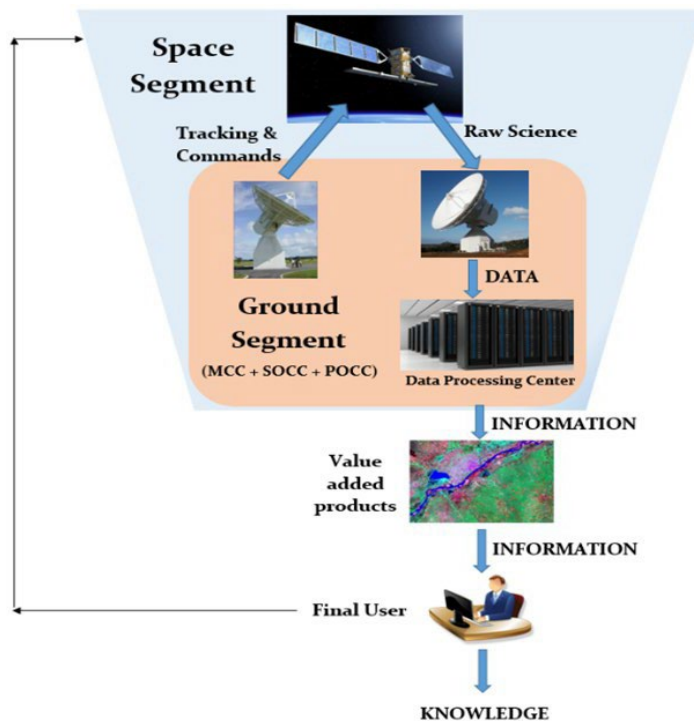 Space
Segment
Tracking &
Commands
Raw Science
DATA
Ground
Segment
(MCC + SOCC + POCC)
Data Processing Center
INFORMATION
Value
added
products
INFORMATION
Final User
KNOWLEDGE